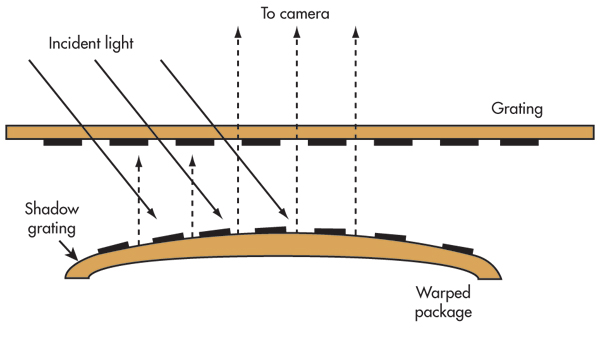 To camera
Incident light
Grating
Shadow
grating
Warped
package